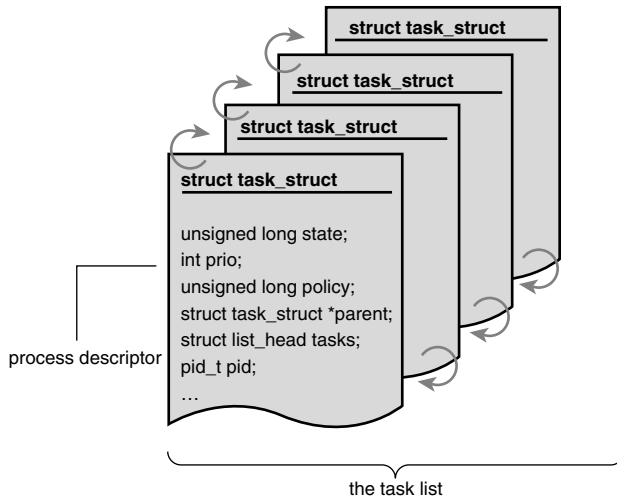 struct task_struct
struct task_struct
struct task_struct
struct task_struct
unsigned long state;
int prio;
unsigned long policy;
struct task_struct *parent;
struct list_head tasks;
pid_t pid;
…
process descriptor
the task list